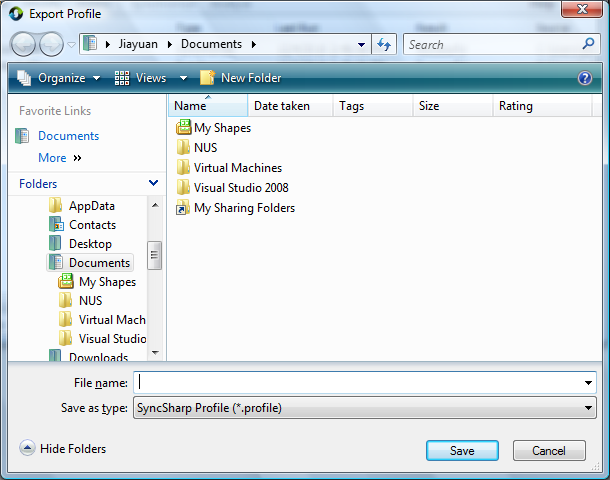 Export Profile
Jiayuan Documents Search
Organize Views New Folder
Favorite Links
Documents
More »
Folders
AppData
Contacts
Desktop
Documents
My Shapes
NUS
Virtual Mach
Visual Studio
Downloads
Name Date taken Tags Size Rating
My Shapes
NUS
Virtual Machines
Visual Studio 2008
My Sharing Folders
File name:
Save as type: SyncSharp Profile (*.profile)
Hide Folders Save Cancel